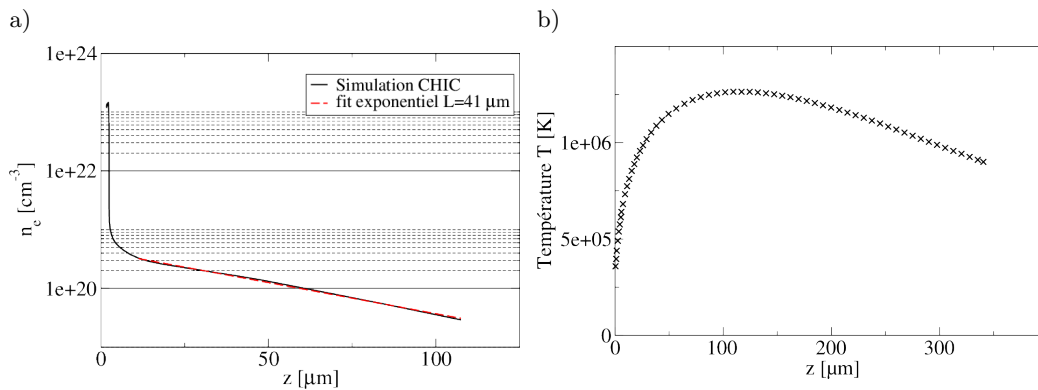 a)
1e+24
1e+22
1e+20
n_e [cm^-3]
Simulation CHIC
fit exponentiel L=41 μm
0
50
100
z [μm]
b)
1e+06
5e+05
0
Température T [K]
0
100
200
300
400
z [μm]